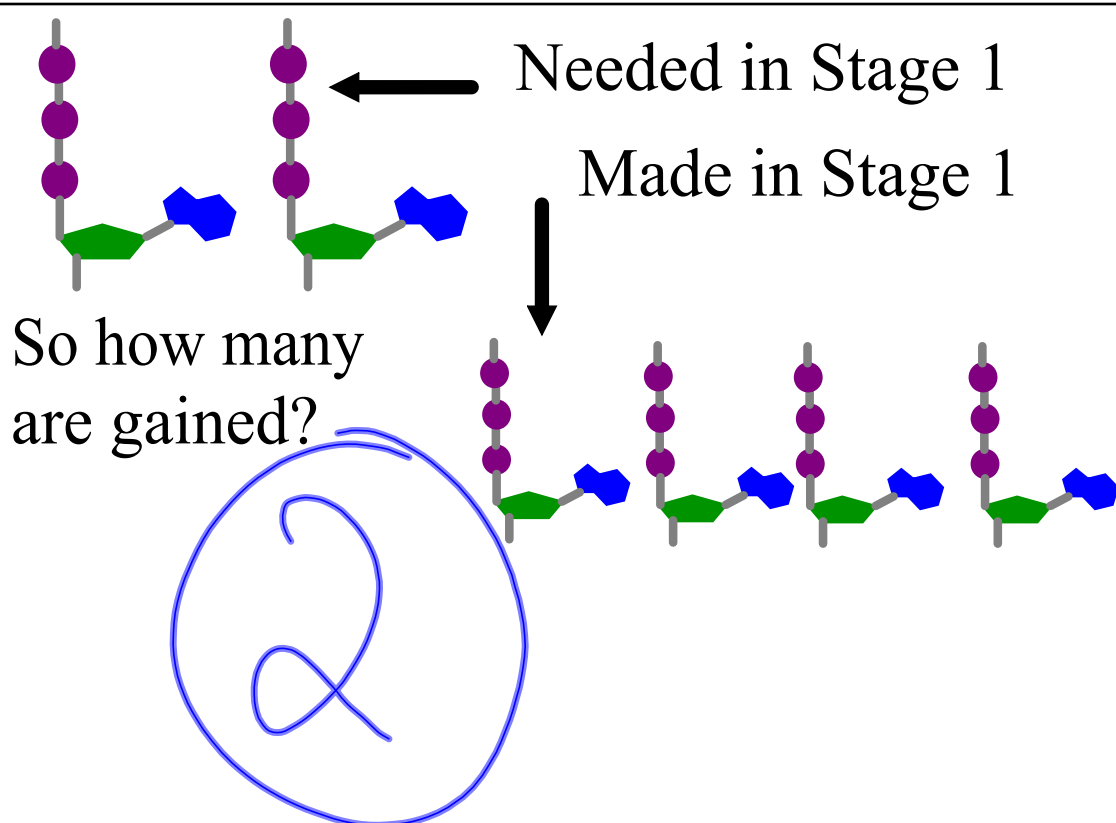 Needed in Stage 1
Made in Stage 1
So how many
are gained?
2